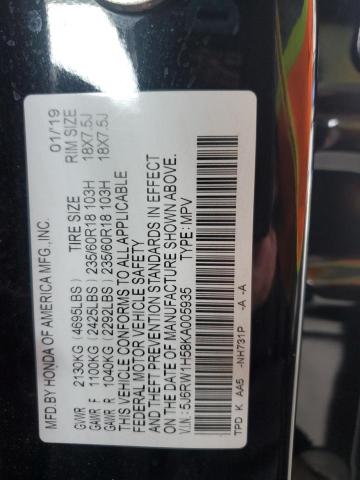 MFD.BY HONDA OF AMERICA MFG.,INC. 01/'19
TIRE SIZE RIM SIZE
GVWR 2130KG(4695LBS)
GAWR F 1100KG(2425LBS) 235/60R18 103H 18X7.5J
GAWR R 1040KG(2292LBS) 235/60R18 103H 18X7.5J
THIS VEHICLE CONFORMS TO ALL APPLICABLE
FEDERAL MOTOR VEHICLE SAFETY
AND THEFT PREVENTION STANDARDS IN EFFECT
ON THE DATE OF MANUFACTURE SHOWN ABOVE.
V.I.N.:5J6RW1H58KA005935 TYPE:MPV
TPD K AA5 -NH731P -A -A